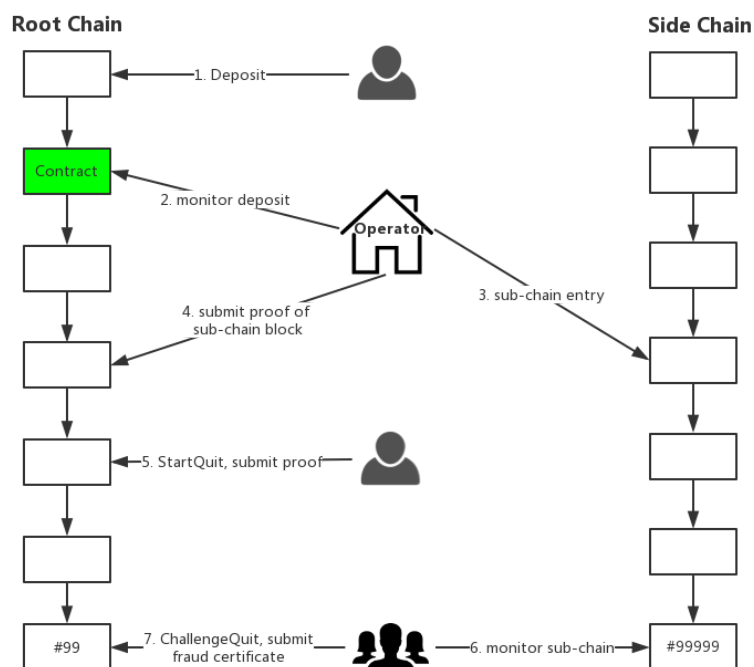 Root Chain
Side Chain
1. Deposit
Contract
2. monitor deposit
Operator
3. sub-chain entry
4. submit proof of
sub-chain block
5. StartQuit, submit proof
#99
7. ChallengeQuit, submit
fraud certificate
6. monitor sub-chain
#99999